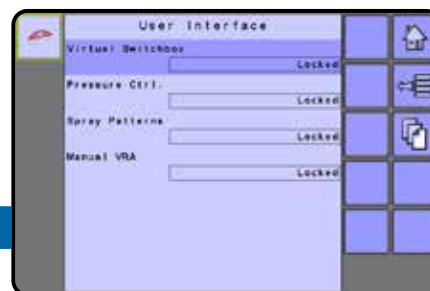 User Interface
Virtual Switchbox
Locked
Pressure Ctrl.
Locked
Spray Patterns
Locked
Manual VRA
Locked